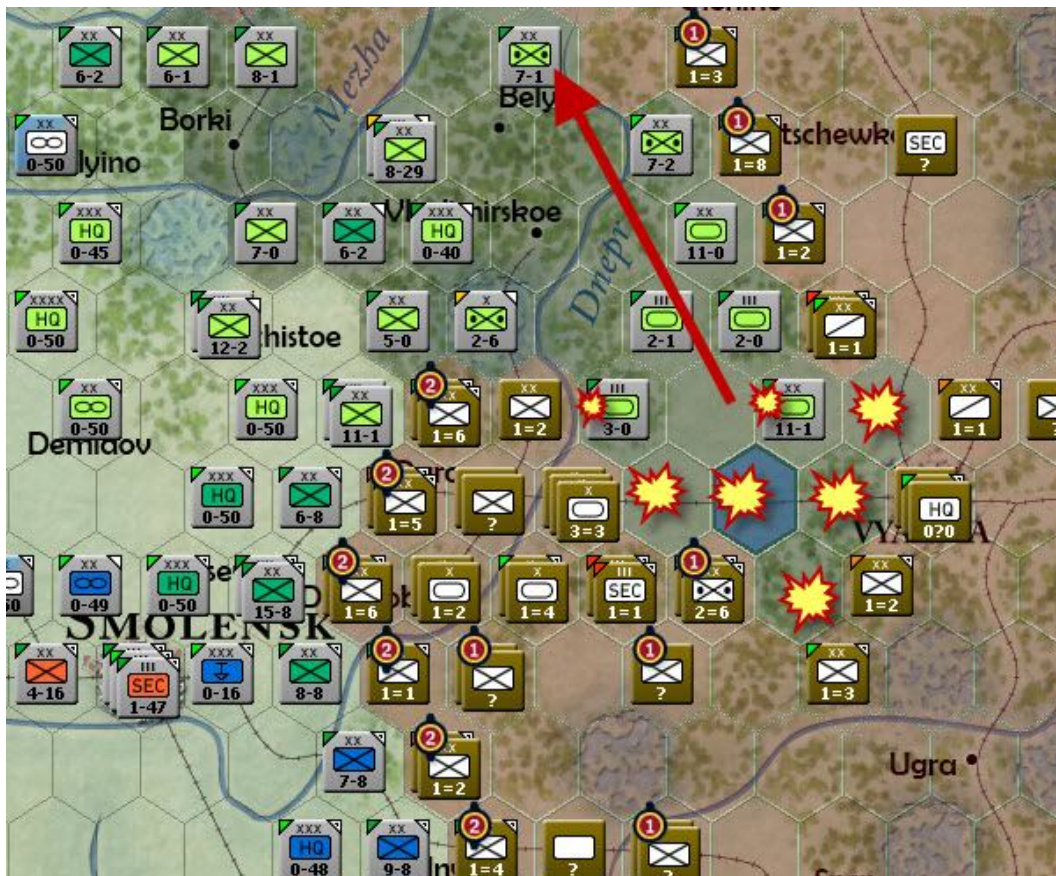 XX 6-2
XX 6-1
XX 8-1
XX 7-1
1
1=3
Mezha
Bely
Borki
XX 0-50
lyino
8-29
XX 7-2
1
1=8
tschewk
SEC ?
XXX HQ 0-45
XX 7-0
XX 6-2
XXX HQ 0-40
Dnepr
XX 11-0
1
1=2
XXXX HQ 0-50
XX 12-2
histoe
XX 5-0
X 2-6
III 2-1
III 2-0
1=1
XX 0-50
Demidov
XXX HQ 0-50
XX 11-1
2
1=6
XX 1=2
III 3-0
XX 11-1
XX 1=1
XXX HQ 0-50
XX 6-8
2
1=5
?
X 3=3
HQ 0?0
VYA
A
0-49
XXX HQ 0-50
XX 15-8
2
1=6
X 1=2
X 1=4
III SEC 1=1
1
2=6
XX 1=2
SMOLENSK
XX 4-16
III SEC 1-47
XXX 0-16
XX 8-8
2
1=1
1
?
1
?
XX 1=3
XX 7-8
2
1=2
Ugra
XXX HQ 0-48
XX 9-8
2
1=4
?
1
?